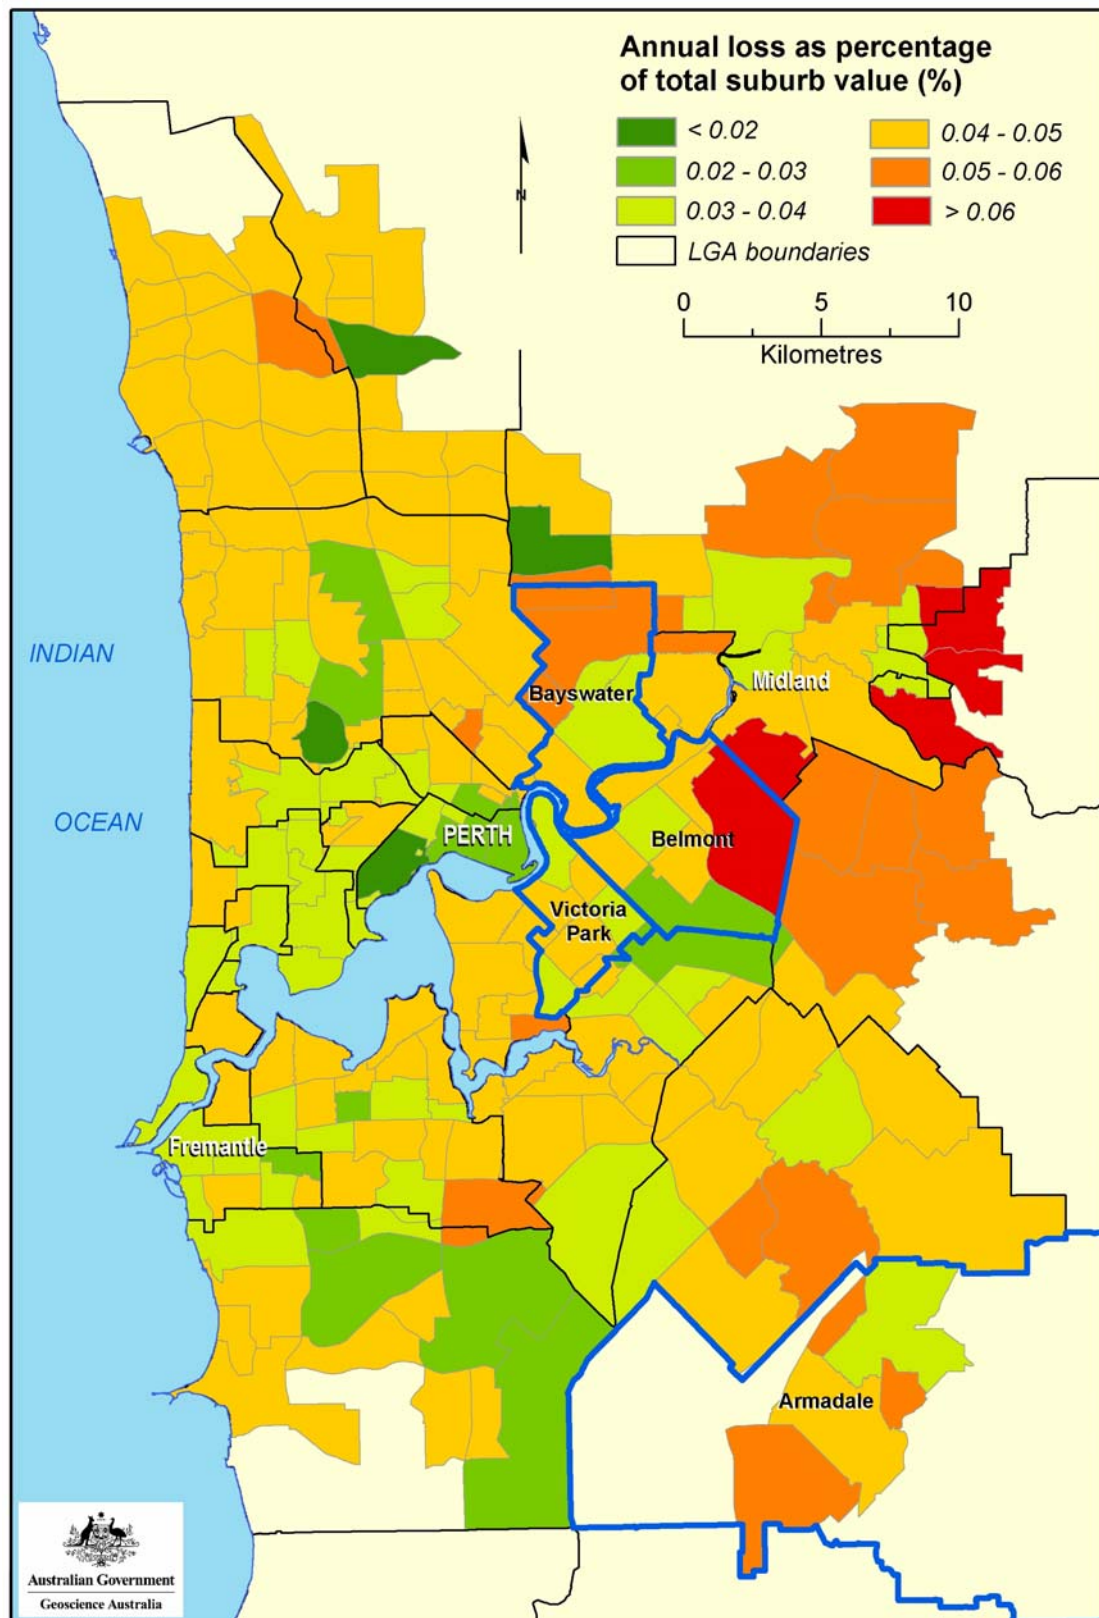 Annual loss as percentage
of total suburb value (%)
< 0.02
0.02 - 0.03
0.03 - 0.04
LGA boundaries
0.04 - 0.05
0.05 - 0.06
> 0.06
N
0 5 10
Kilometres
INDIAN
OCEAN
Bayswater
Midland
PERTH
Belmont
Victoria
Park
Fremantle
Armadale
Australian Government
Geoscience Australia